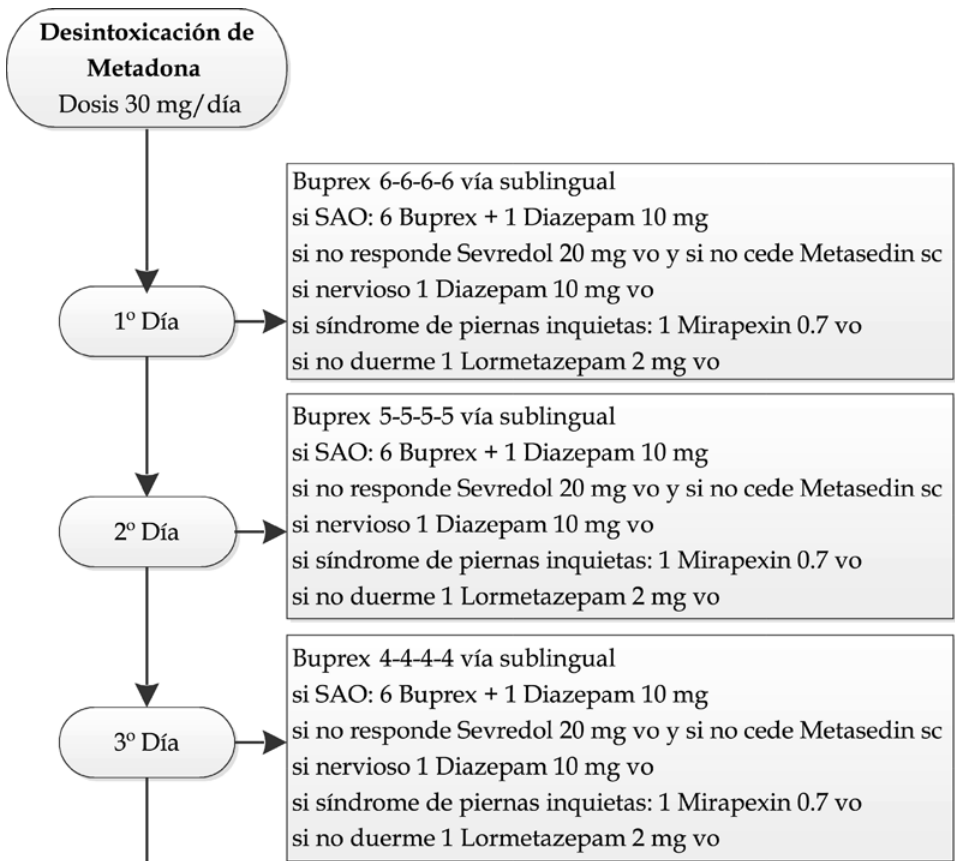 Desintoxicación de
Metadona
Dosis 30 mg/día
Buprex 6-6-6-6 vía sublingual
si SAO: 6 Buprex + 1 Diazepam 10 mg
si no responde Sevredol 20 mg vo y si no cede Metasedin sc
si nervioso 1 Diazepam 10 mg vo
1º Día
si síndrome de piernas inquietas: 1 Mirapexin 0.7 vo
si no duerme 1 Lormetazepam 2 mg vo
Buprex 5-5-5-5 vía sublingual
si SAO: 6 Buprex + 1 Diazepam 10 mg
si no responde Sevredol 20 mg vo y si no cede Metasedin sc
2º Día
si nervioso 1 Diazepam 10 mg vo
si síndrome de piernas inquietas: 1 Mirapexin 0.7 vo
si no duerme 1 Lormetazepam 2 mg vo
Buprex 4-4-4-4 vía sublingual
si SAO: 6 Buprex + 1 Diazepam 10 mg
si no responde Sevredol 20 mg vo y si no cede Metasedin sc
3º Día
si nervioso 1 Diazepam 10 mg vo
si síndrome de piernas inquietas: 1 Mirapexin 0.7 vo
si no duerme 1 Lormetazepam 2 mg vo